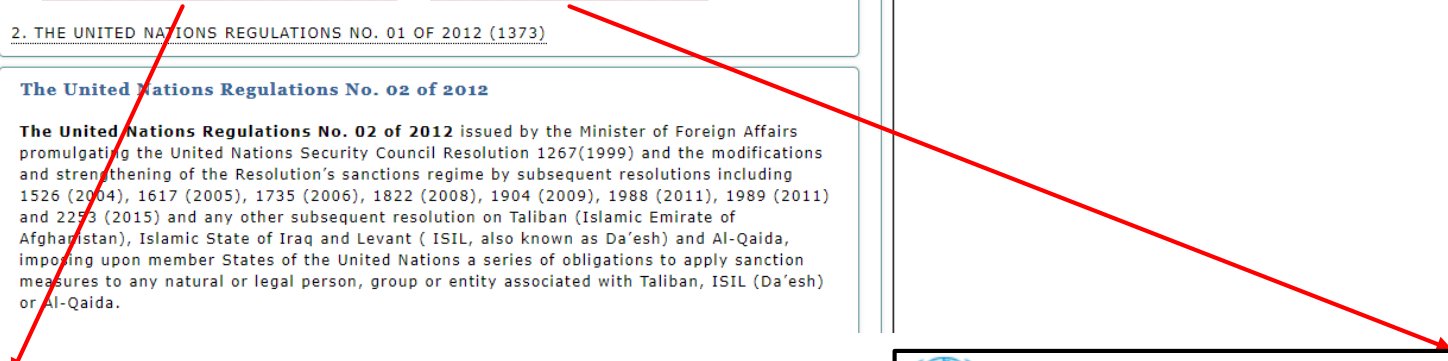 2. THE UNITED NATIONS REGULATIONS NO. 01 OF 2012 (1373)
The United Nations Regulations No. 02 of 2012
The United Nations Regulations No. 02 of 2012 issued by the Minister of Foreign Affairs
promulgating the United Nations Security Council Resolution 1267(1999) and the modifications
and strengthening of the Resolution’s sanctions regime by subsequent resolutions including
1526 (2004), 1617 (2005), 1735 (2006), 1822 (2008), 1904 (2009), 1988 (2011), 1989 (2011)
and 2253 (2015) and any other subsequent resolution on Taliban (Islamic Emirate of
Afghanistan), Islamic State of Iraq and Levant ( ISIL, also known as Da’esh) and Al-Qaida,
imposing upon member States of the United Nations a series of obligations to apply sanction
measures to any natural or legal person, group or entity associated with Taliban, ISIL (Da’esh)
or Al-Qaida.